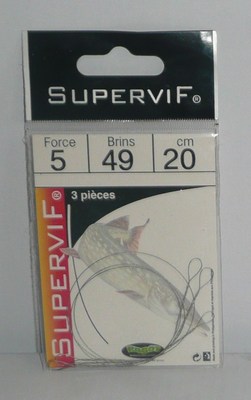 SUPERVIF®
Force Brins cm
5 49 20
3 pièces
SUPERVIF®